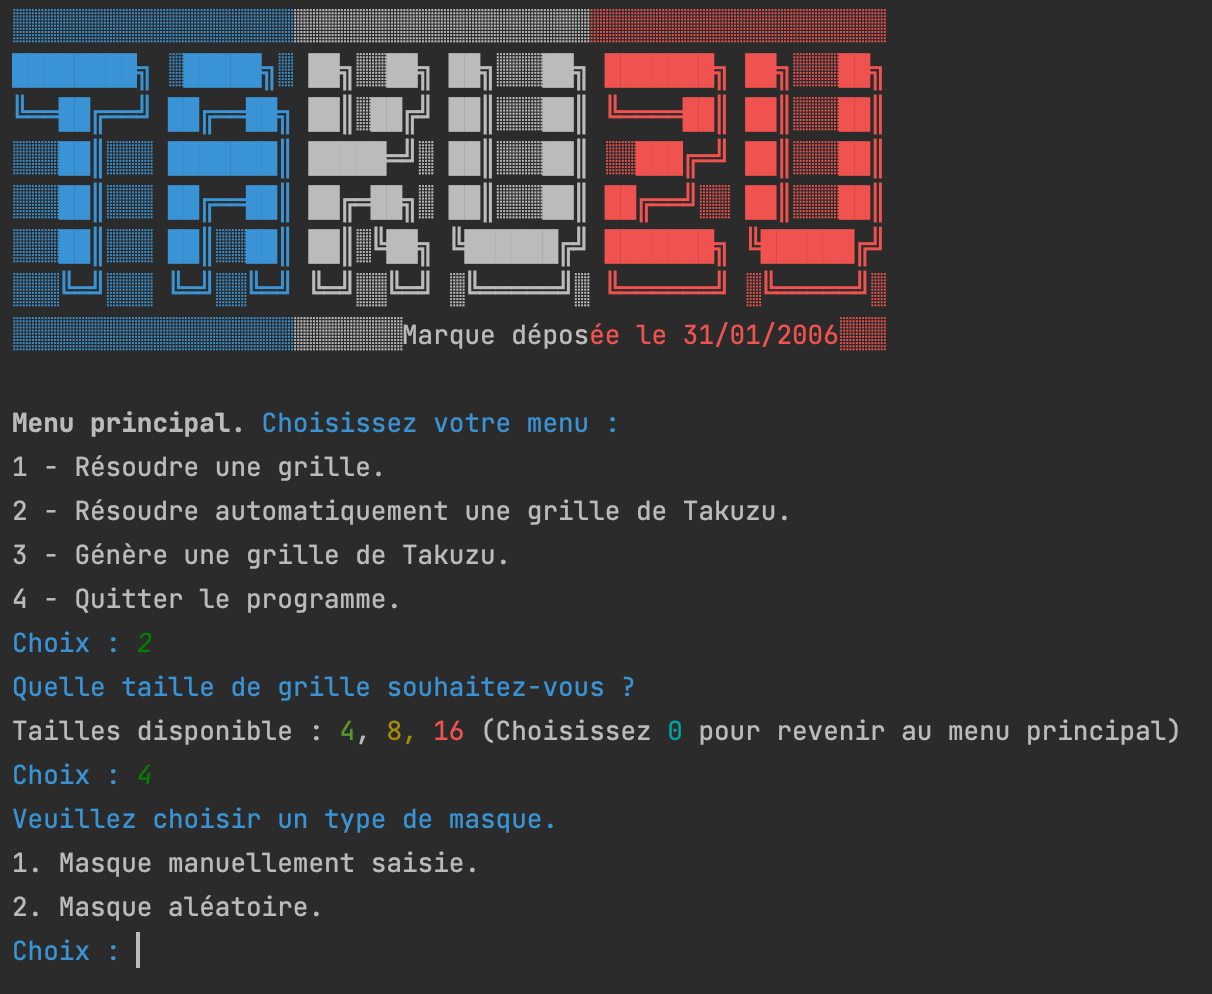 TAKUZU
Marque déposée le 31/01/2006
Menu principal. Choisissez votre menu :
1 - Résoudre une grille.
2 - Résoudre automatiquement une grille de Takuzu.
3 - Génère une grille de Takuzu.
4 - Quitter le programme.
Choix : 2
Quelle taille de grille souhaitez-vous ?
Tailles disponible : 4, 8, 16 (Choisissez 0 pour revenir au menu principal)
Choix : 4
Veuillez choisir un type de masque.
1. Masque manuellement saisie.
2. Masque aléatoire.
Choix :